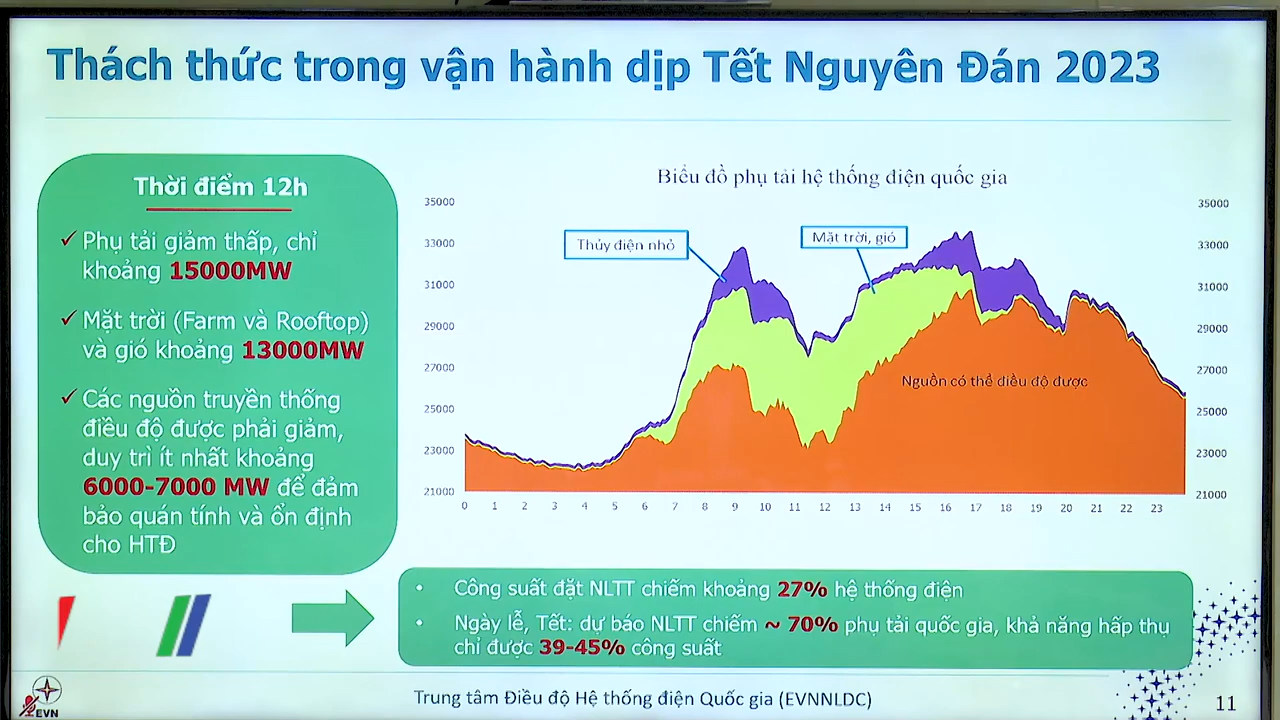 Thách thức trong vận hành dịp Tết Nguyên Đán 2023
Thời điểm 12h
Phụ tải giảm thấp, chỉ
khoảng 15000MW
Mặt trời (Farm và Rooftop)
và gió khoảng 13000MW
Các nguồn truyền thống
điều độ được phải giảm,
duy trì ít nhất khoảng
6000-7000 MW để đảm
bảo quán tính và ổn định
cho HTĐ
Biểu đồ phụ tải hệ thống điện quốc gia
35000
33000
31000
29000
27000
25000
23000
21000
Thủy điện nhỏ
Mặt trời, gió
Nguồn có thể điều độ được
35000
33000
31000
29000
27000
25000
23000
21000
0 1 2 3 4 5 6 7 8 9 10 11 12 13 14 15 16 17 18 19 20 21 22 23
• Công suất đặt NLTT chiếm khoảng 27% hệ thống điện
• Ngày lễ, Tết: dự báo NLTT chiếm ~ 70% phụ tải quốc gia, khả năng hấp thụ
chỉ được 39-45% công suất
EVN
Trung tâm Điều độ Hệ thống điện Quốc gia (EVNNLDC)
11